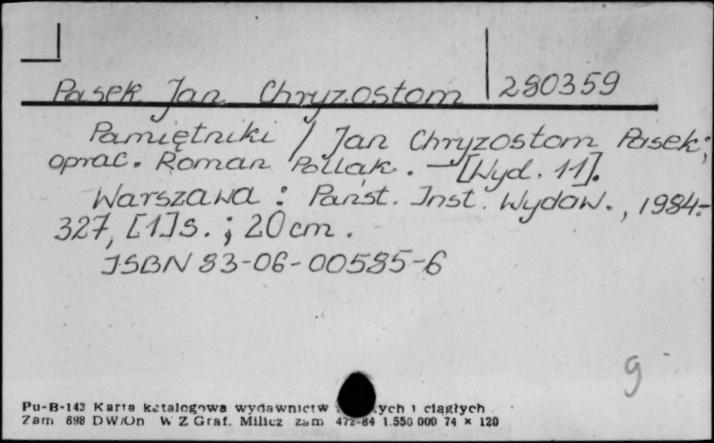 Pasek Jan Chryzostom 280359
Pamiętniki / Jan Chryzostom Pasek;
oprac. Roman Pollak. — [Wyd. 11].
Warszawa : Państ. Inst. Wydaw., 1984.-
327, [1] s. ; 20 cm.
ISBN 83-06-00585-6
g
Pu-B-143 Karta katalogowa wydawnictw ych i ciągłych
Zam 698 DW/On W Z Graf. Milicz zam 472-84 1.550 000 74 × 120